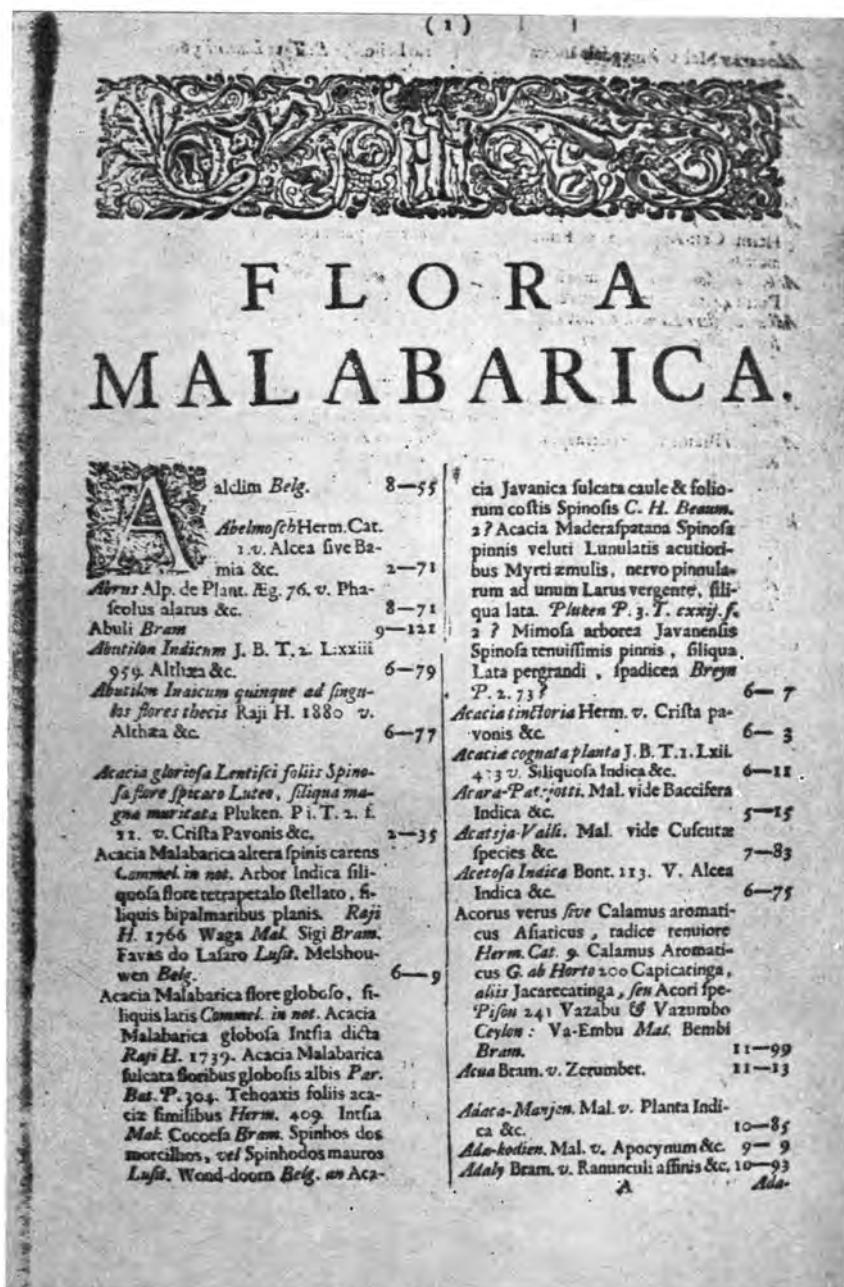 (1)
FLORA
MALABARICA.
Aalclim Belg. 8—55
Abelmoſch Herm. Cat.
1. v. Alcea ſive Ba-
mia &c. 2—71
Abrus Alp. de Plant. Æg. 76. v. Pha-
ſeolus alatus &c. 8—71
Abuli Bram 9—121
Abutilon Indicum J. B. T. 2. L:xxiii
959. Althæa &c. 6—79
Abutilon Indicum quinque ad ſingu-
los flores thecis Raji H. 1880 v.
Althæa &c. 6—77
Acacia glorioſa Lentiſci foliis Spino-
ſa flore ſpicato Luteo, ſiliqua ma-
gna muricata Pluken. P i. T. 2. f.
11. v. Criſta Pavonis &c. 2—35
Acacia Malabarica altera ſpinis carens
Commel. in not. Arbor Indica ſili-
quoſa flore tetrapetalo ſtellato, ſi-
liquis bipalmaribus planis. Raji
H. 1766 Waga Mal. Sigi Bram.
Favas do Laſaro Luſit. Melshou-
wen Belg. 6—9
Acacia Malabarica flore globoſo, ſi-
liquis latis Commel. in not. Acacia
Malabarica globoſa Intſia dicta
Raji H. 1739. Acacia Malabarica
ſulcata floribus globoſis albis Par.
Bat. P. 304. Tehoaxis foliis aca-
ciæ ſimilibus Herm. 409. Intſia
Mal. Cocoeſa Bram. Spinhos dos
morcilhos, vel Spinhodos mauros
Luſit. Wond-doorn Belg. an Aca-
cia Javanica ſulcata caule & folio-
rum coſtis Spinoſis C. H. Beaum.
2 ? Acacia Maderaſpatana Spinoſa
pinnis veluti Lunulatis acutiori-
bus Myrti æmulis, nervo pinnula-
rum ad unum Latus vergente, ſili-
qua lata. Pluken P. 3. T. cxxij. f.
2 ? Mimoſa arborea Javanenſis
Spinoſa tenuiſſimis pinnis, ſiliqua
Lata pergrandi, ſpadicea Breyn
P. 2. 73 ? 6—7
Acacia tinctoria Herm. v. Criſta pa-
vonis &c. 6—3
Acaciæ cognata planta J. B. T. 1. Lxii.
4:3 v. Siliquoſa Indica &c. 6—11
Acara-Patsjotti. Mal. vide Baccifera
Indica &c. 5—15
Acatsja-Valli. Mal. vide Cuſcutæ
ſpecies &c. 7—83
Acetoſa Indica Bont. 113. V. Alcea
Indica &c. 6—75
Acorus verus ſive Calamus aromati-
cus Aſiaticus, radice tenuiore
Herm. Cat. 9. Calamus Aromati-
cus G. ab Horto 200 Capicatinga,
aliis Jacarecatinga, ſeu Acori ſpe-
Piſon 241 Vazabu & Vazumbo
Ceylon: Va-Embu Mal. Bembi
Bram. 11—99
Acua Bram. v. Zerumbet. 11—13
Adaca-Manjen. Mal. v. Planta Indi-
ca &c. 10—85
Ada-kodien. Mal. v. Apocynum &c. 9—9
Adaly Bram. v. Ranunculi affinis &c. 10—93
A Ada-